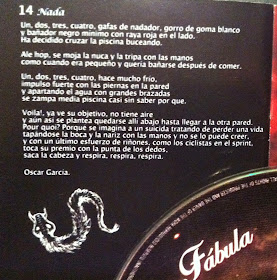 14 Nada
Un, dos, tres, cuatro, gafas de nadador, gorro de goma blanco
y bañador negro mínimo con raya roja en el lado.
Ha decidido cruzar la piscina buceando.
Ale hop, se moja la nuca y la tripa con las manos
como cuando era pequeño y quería bañarse después de comer.
Un, dos, tres, cuatro, hace mucho frío,
impulso fuerte con las piernas en la pared
y apartando el agua con grandes brazadas
se zampa media piscina casi sin saber por que.
Voila!, ya ve su objetivo, no tiene aire
y aún así se plantea quedarse allí abajo hasta llegar a la otra pared.
Pour quoi? Porque se imagina a un suicida tratando de perder una vida
tapándose la boca y la nariz con las manos y no se lo puede creer,
y con un último esfuerzo de riñones, como los ciclistas en el sprint,
toca su premio con la punta de los dedos,
saca la cabeza y respira, respira, respira.
Oscar García.
Fábula